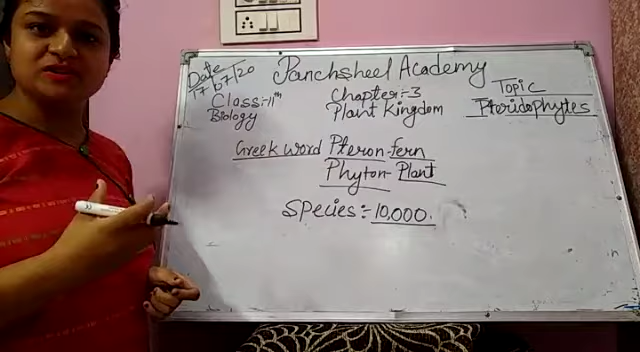 Panchsheel Academy
Date
17/07/20
Class:-11th
Biology
Chapter:-3
Plant Kingdom
Topic
Pteridophytes
Greek word Pteron-fern
Phyton-Plant
Species:-10,000.